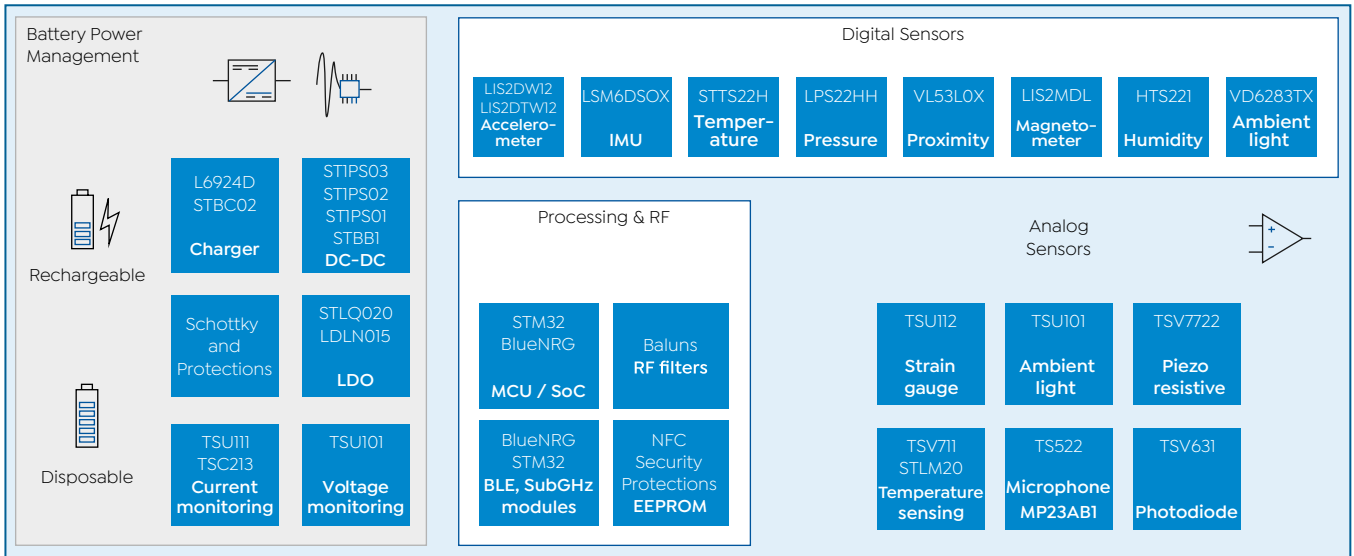 Battery Power
Management
Rechargeable
Disposable
L6924D
STBC02
Charger
ST1PS03
ST1PS02
ST1PS01
STBB1
DC-DC
Schottky
and
Protections
STLQ020
LDLN015
LDO
TSU111
TSC213
Current
monitoring
TSU101
Voltage
monitoring
Digital Sensors
LIS2DW12
LIS2DTW12
Accelero-
meter
LSM6DSOX
IMU
STTS22H
Temper-
ature
LPS22HH
Pressure
VL53L0X
Proximity
LIS2MDL
Magneto-
meter
HTS221
Humidity
VD6283TX
Ambient
light
Processing & RF
STM32
BlueNRG
MCU / SoC
Baluns
RF filters
BlueNRG
STM32
BLE, SubGHz
modules
NFC
Security
Protections
EEPROM
Analog
Sensors
TSU112
Strain
gauge
TSU101
Ambient
light
TSV7722
Piezo
resistive
TSV711
STLM20
Temperature
sensing
TS522
Microphone
MP23AB1
TSV631
Photodiode